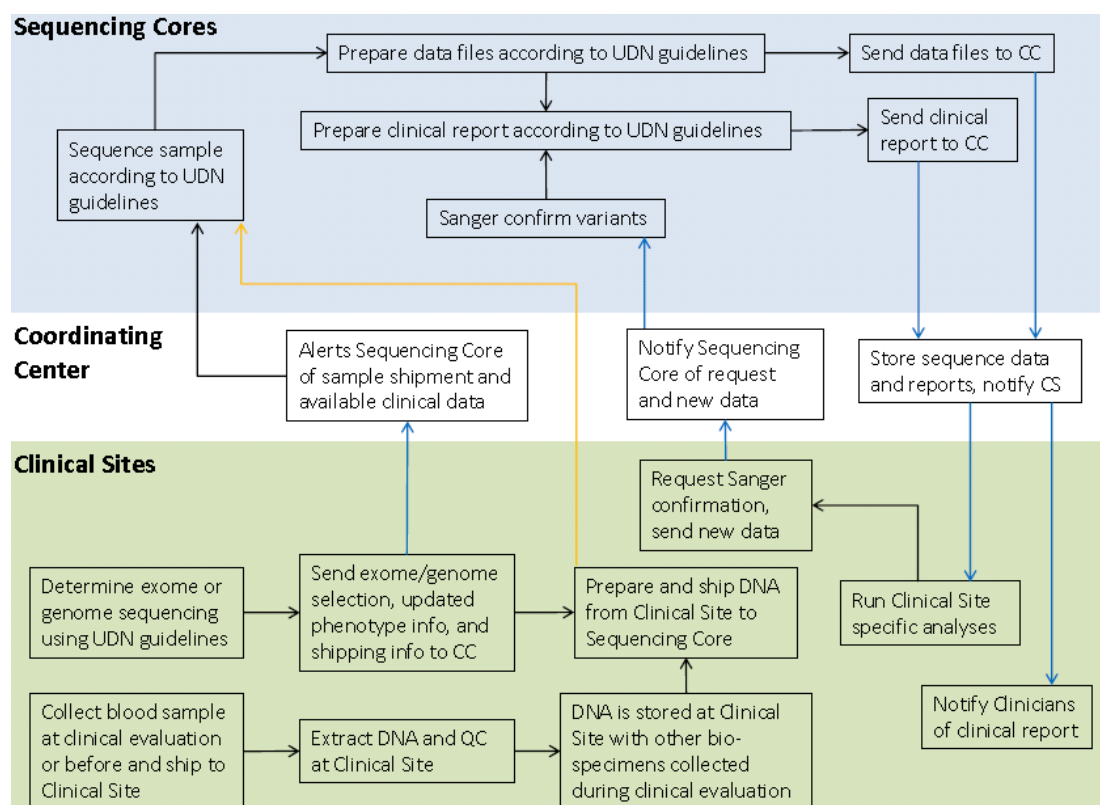 Sequencing Cores
Prepare data files according to UDN guidelines
Send data files to CC
Prepare clinical report according to UDN guidelines
Send clinical
report to CC
Sequence sample
according to UDN
guidelines
Sanger confirm variants
Coordinating
Center
Alerts Sequencing Core
of sample shipment and
available clinical data
Notify Sequencing
Core of request
and new data
Store sequence data
and reports, notify CS
Clinical Sites
Request Sanger
confirmation,
send new data
Determine exome or
genome sequencing
using UDN guidelines
Send exome/genome
selection, updated
phenotype info, and
shipping info to CC
Prepare and ship DNA
from Clinical Site to
Sequencing Core
Run Clinical Site
specific analyses
Notify Clinicians
of clinical report
Collect blood sample
at clinical evaluation
or before and ship to
Clinical Site
Extract DNA and QC
at Clinical Site
DNA is stored at Clinical
Site with other bio-
specimens collected
during clinical evaluation